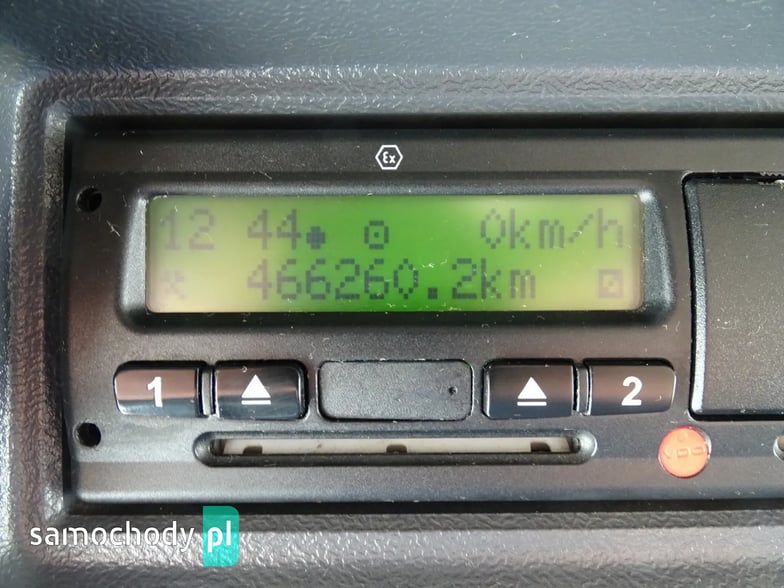 Ex
12 44 0km/h
466260.2km
1
2
VDO
samochody.pl